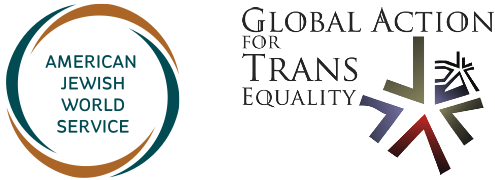 AMERICAN
JEWISH
WORLD
SERVICE
GLOBAL ACTION
FOR
TRANS
EQUALITY